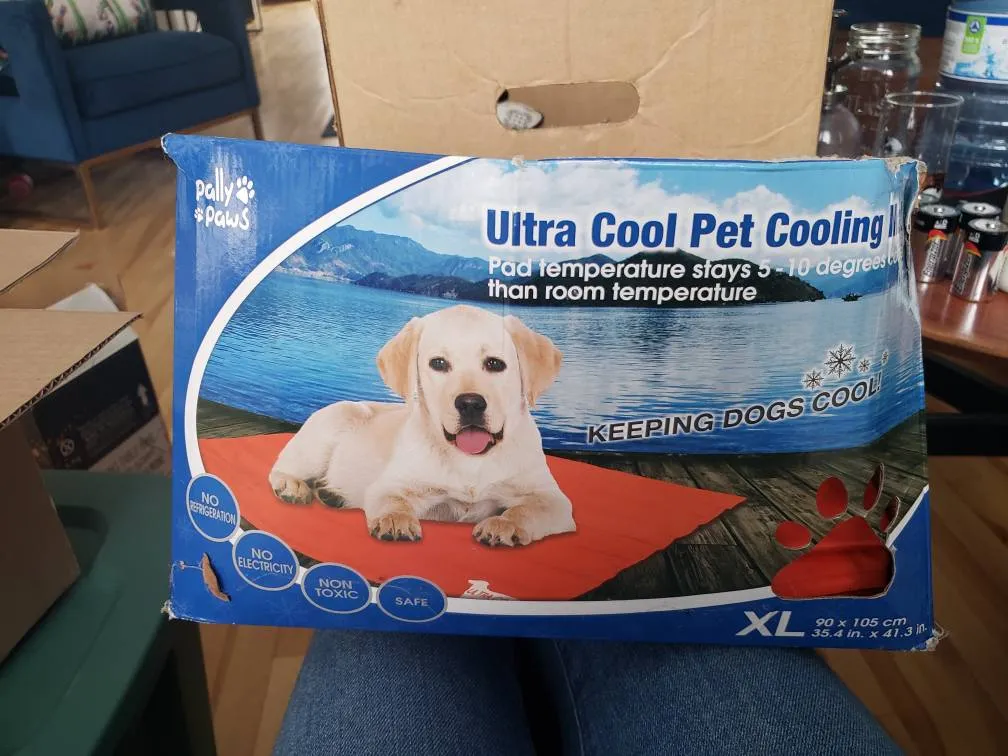 pally
paws
Ultra Cool Pet Cooling
Pad temperature stays 5-10 degrees
than room temperature
KEEPING DOGS COOL!
NO
REFRIGERATION
NO
ELECTRICITY
NON
TOXIC
SAFE
XL
90 x 105 cm
35.4 in. x 41.3 in.